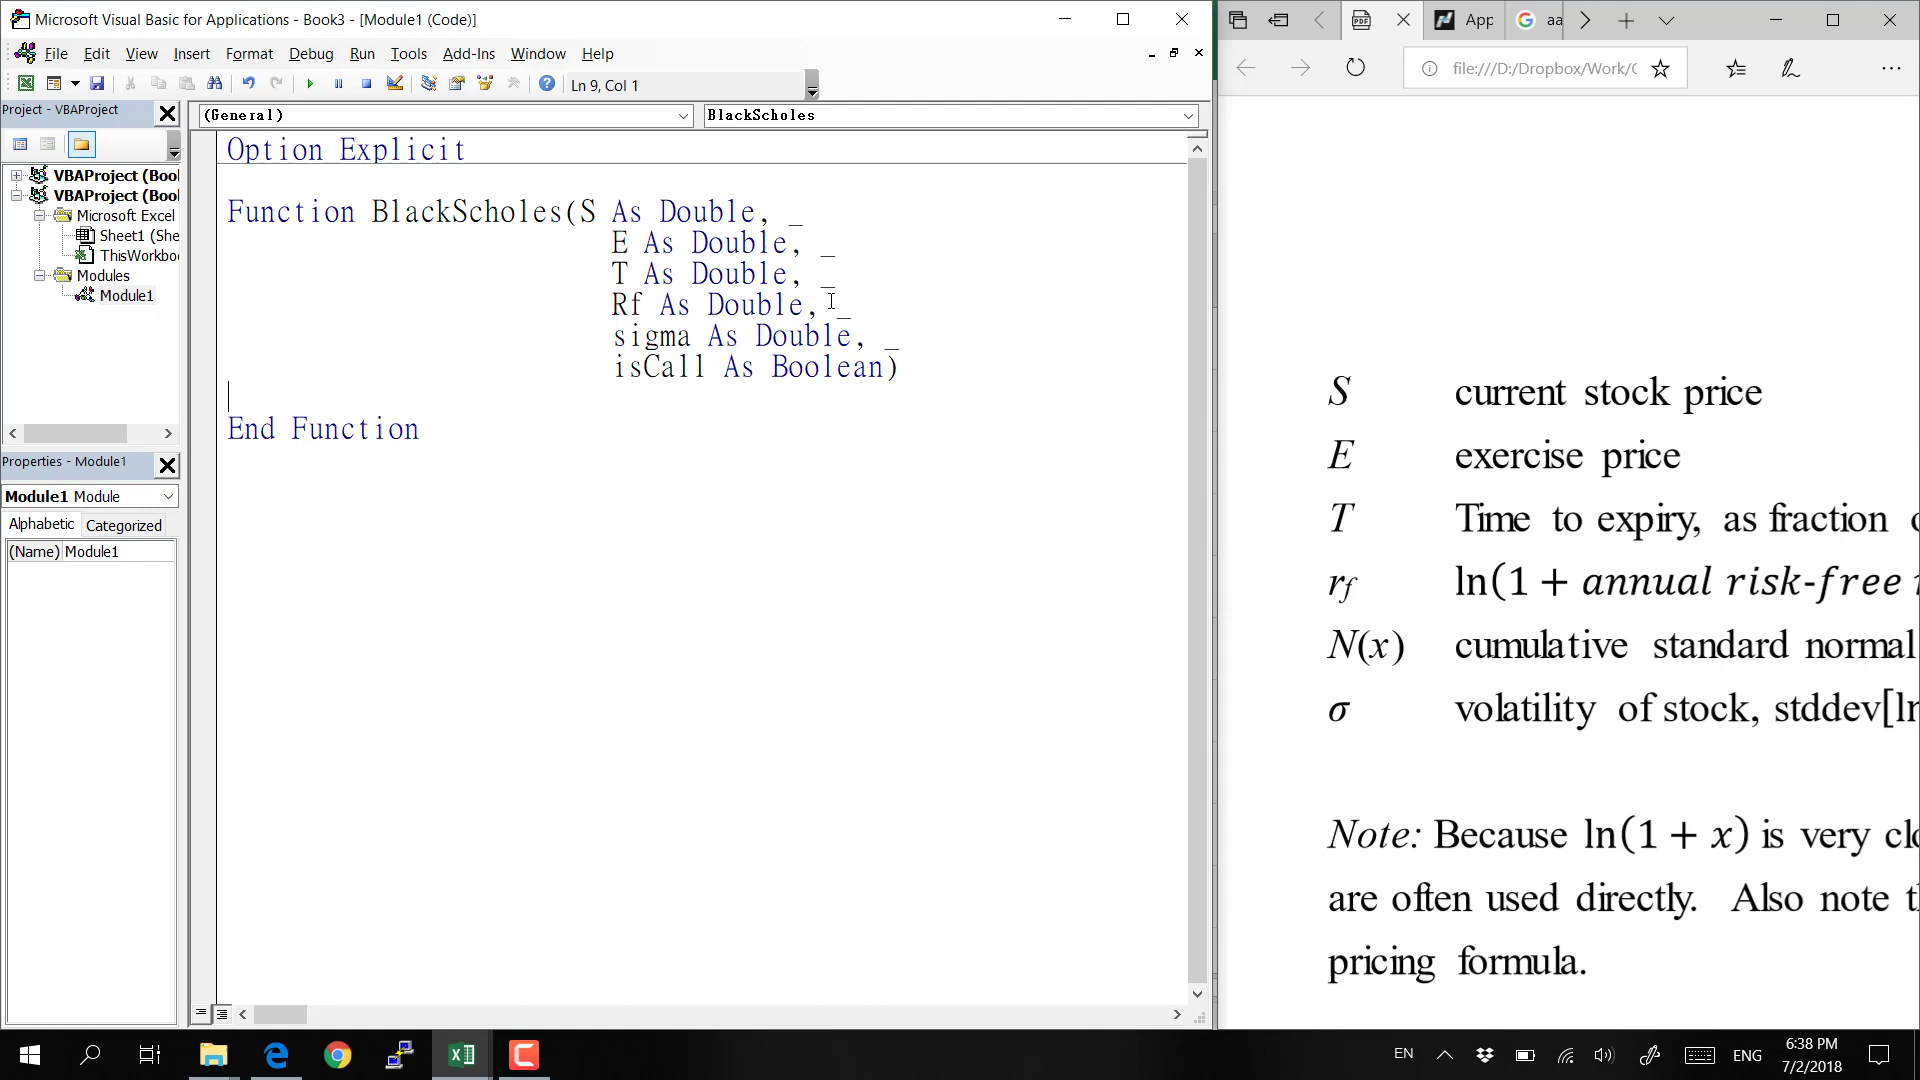 Microsoft Visual Basic for Applications - Book3 - [Module1 (Code)]
File Edit View Insert Format Debug Run Tools Add-Ins Window Help
Ln 9, Col 1
Project - VBAProject
(General)
BlackScholes
VBAProject (Boo
VBAProject (Boo
Microsoft Excel
Sheet1 (She
ThisWorkbo
Modules
Module1
Properties - Module1
Module1 Module
Alphabetic Categorized
(Name) Module1
Option Explicit
Function BlackScholes(S As Double, _
E As Double, _
T As Double, _
Rf As Double, _
sigma As Double, _
isCall As Boolean)
End Function
PDF App aa
file:///D:/Dropbox/Work/
S current stock price
E exercise price
T Time to expiry, as fraction
rf ln(1 + annual risk-free
N(x) cumulative standard normal
σ volatility of stock, stddev[ln
Note: Because ln(1 + x) is very clo
are often used directly. Also note t
pricing formula.
EN
ENG
6:38 PM
7/2/2018